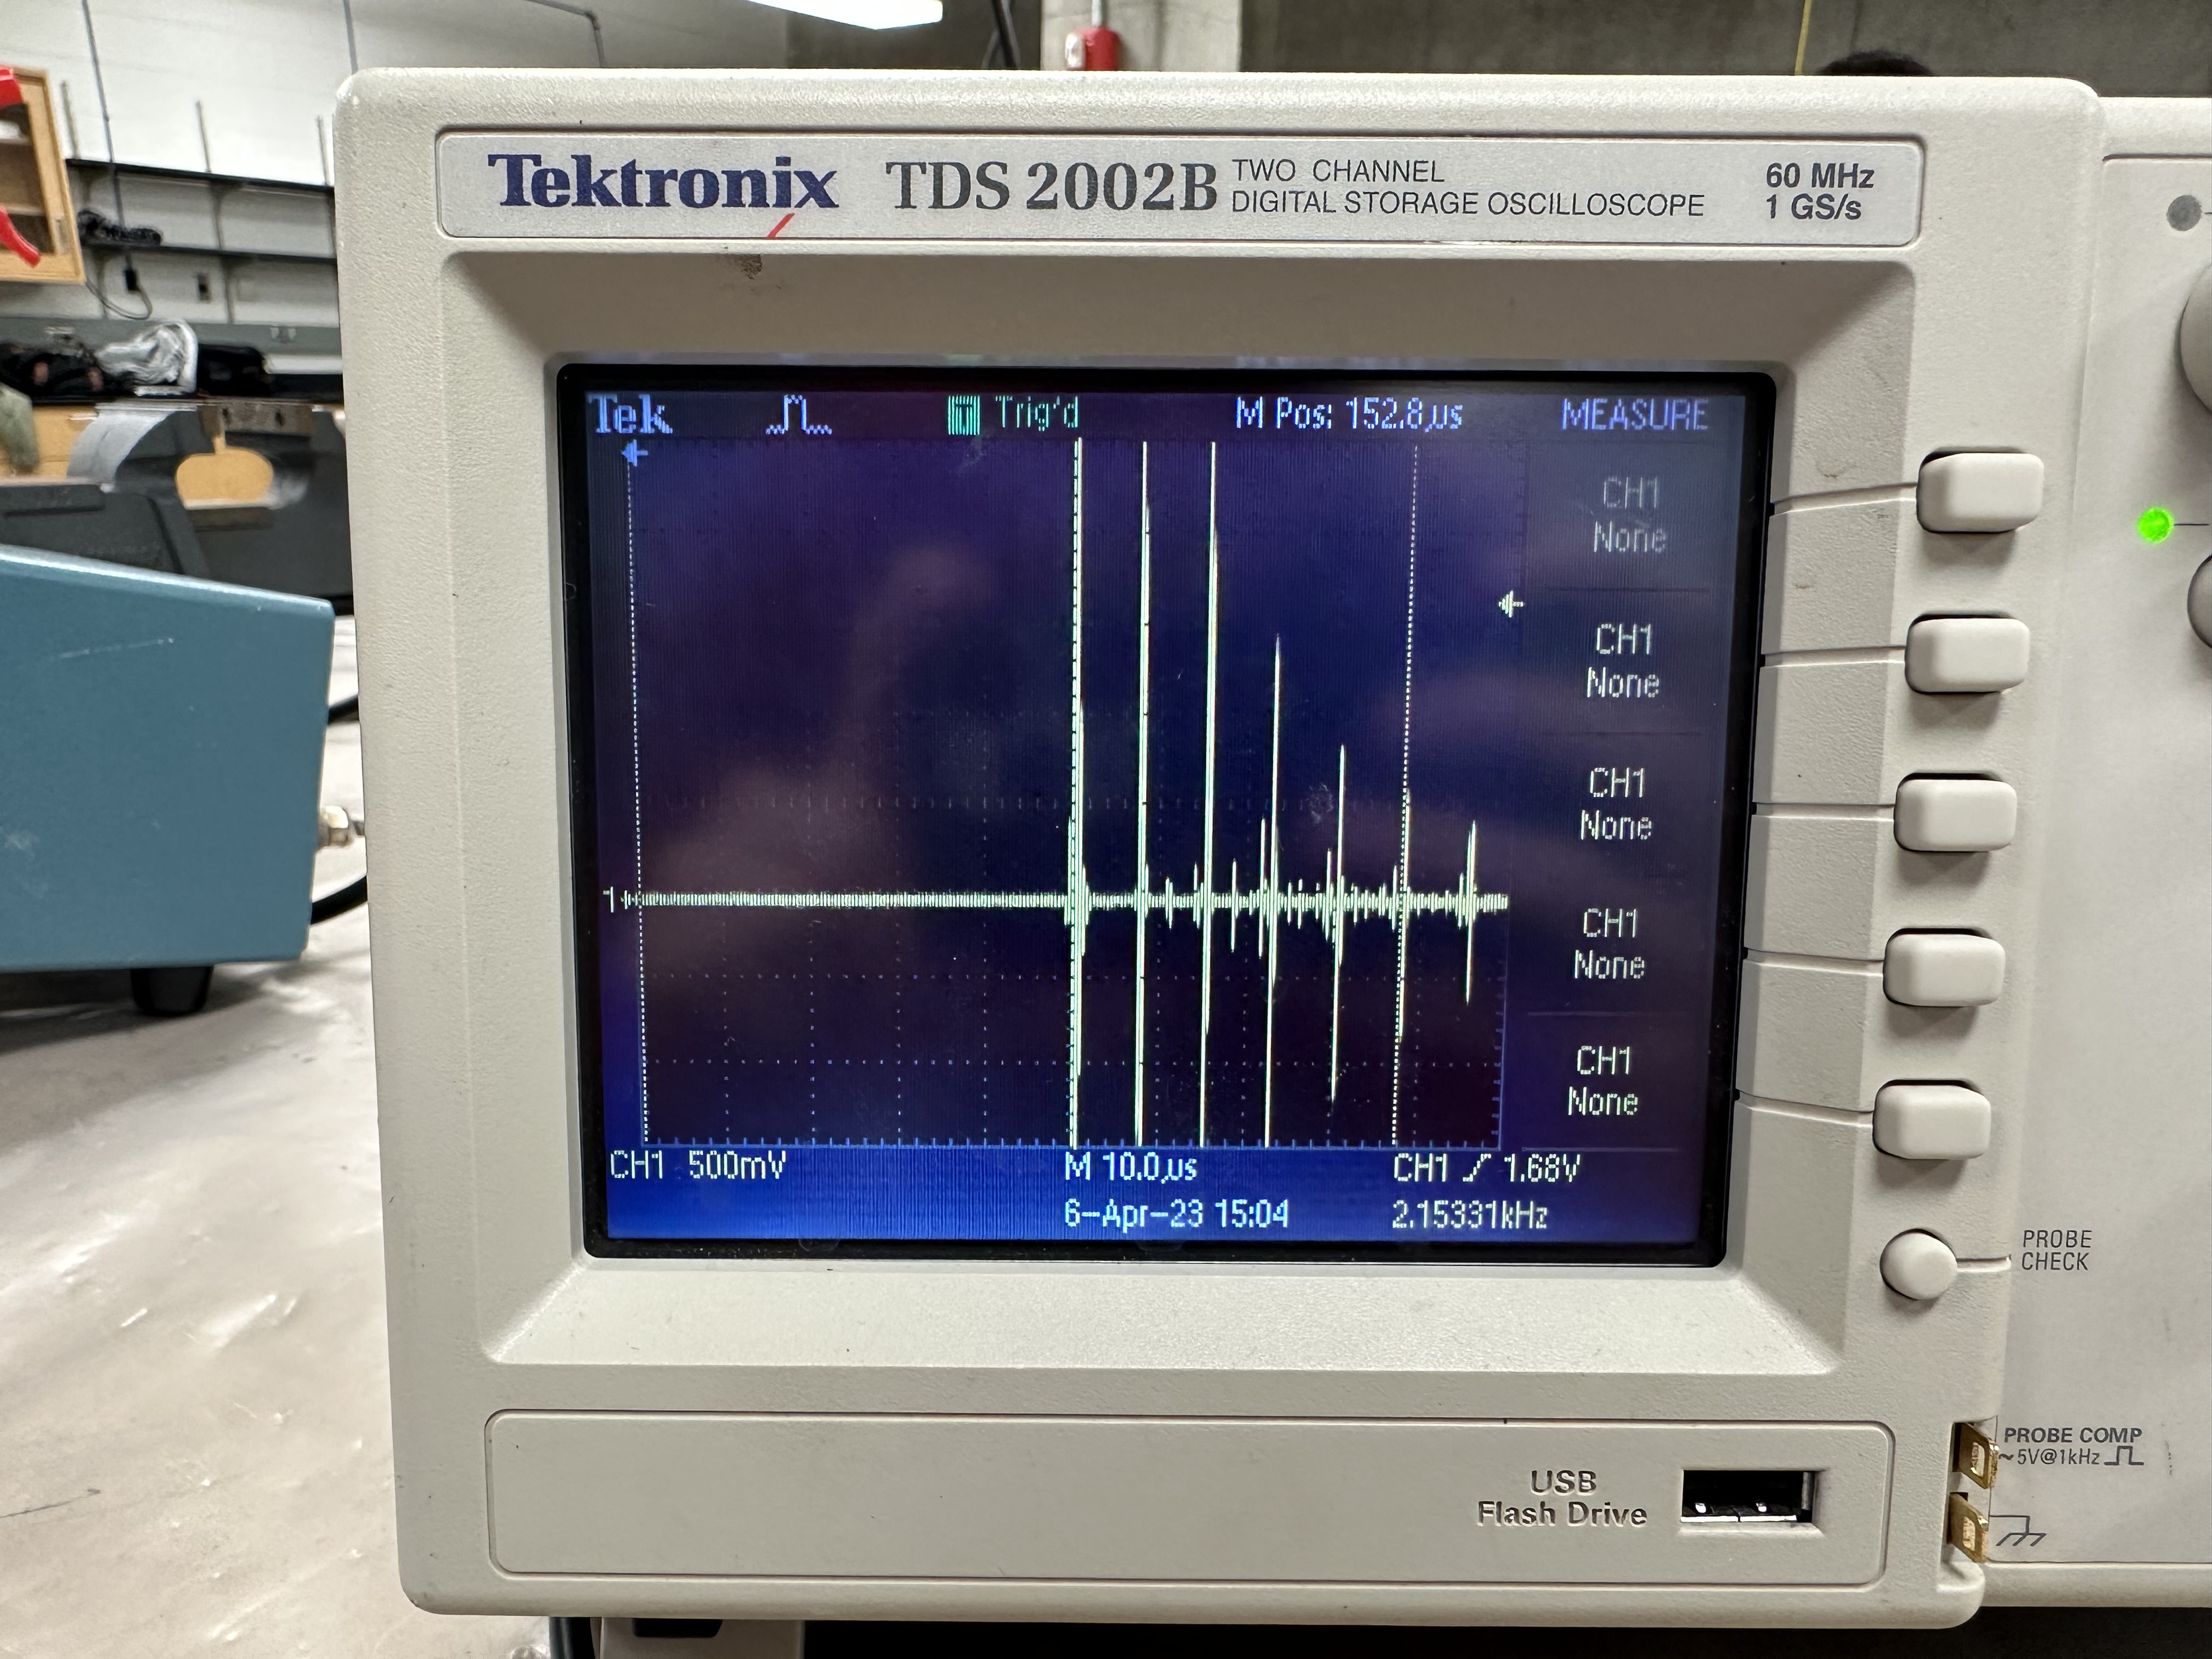 Tektronix TDS 2002B TWO CHANNEL DIGITAL STORAGE OSCILLOSCOPE 60 MHz 1 GS/s
Tek Trig'd M Pos: 152.8µs MEASURE
CH1
None
CH1
None
CH1
None
CH1
None
CH1
None
1
CH1 500mV M 10.0µs CH1 1.68V
6-Apr-23 15:04 2.15331kHz
PROBE
CHECK
PROBE COMP
~5V@1kHz
USB
Flash Drive